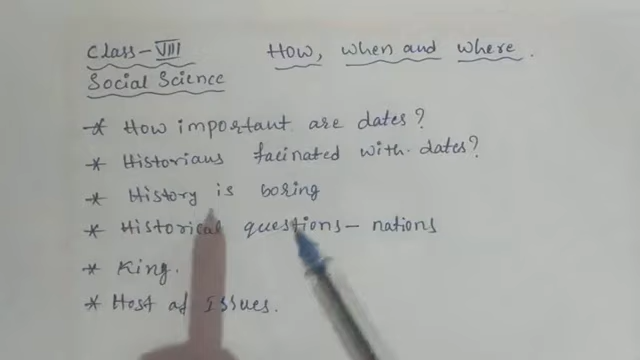 Class-VIII How, when and where.
Social Science
* How important are dates?
* Historians facinated with dates?
* History is boring
* Historical questions- nations
* King.
* Host of Issues.